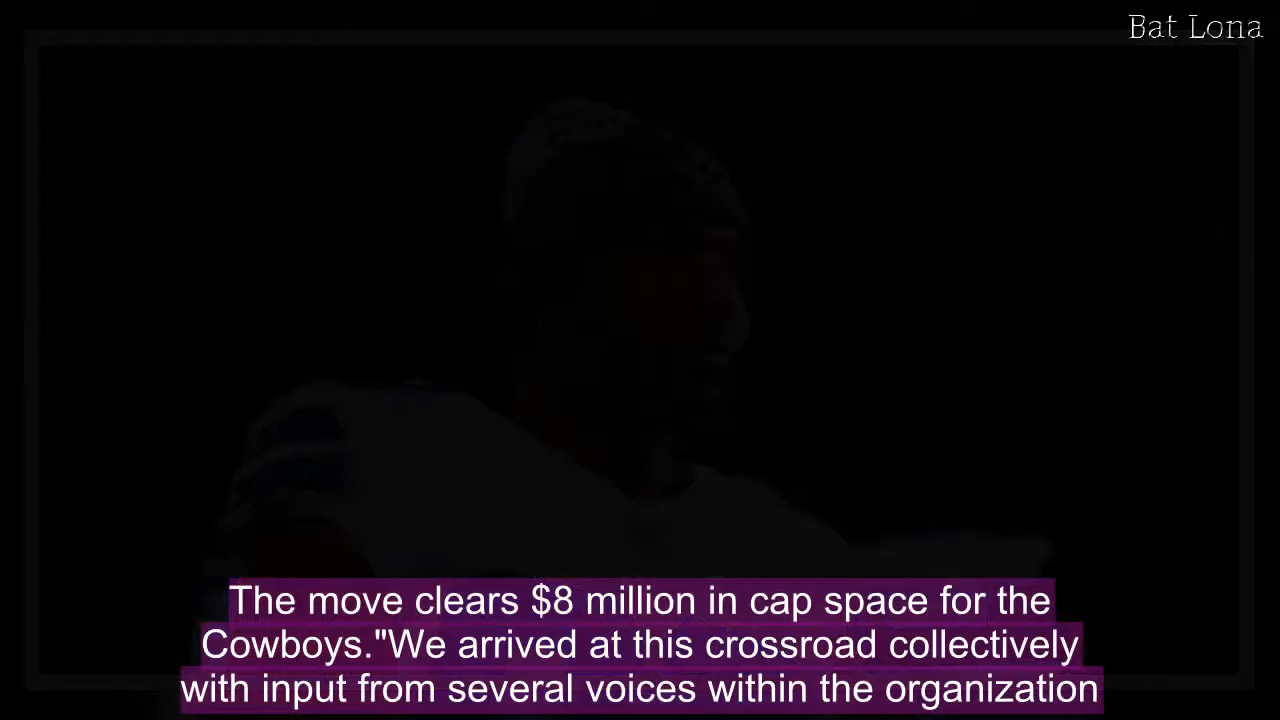 Bat Lona
The move clears $8 million in cap space for the
Cowboys."We arrived at this crossroad collectively
with input from several voices within the organization